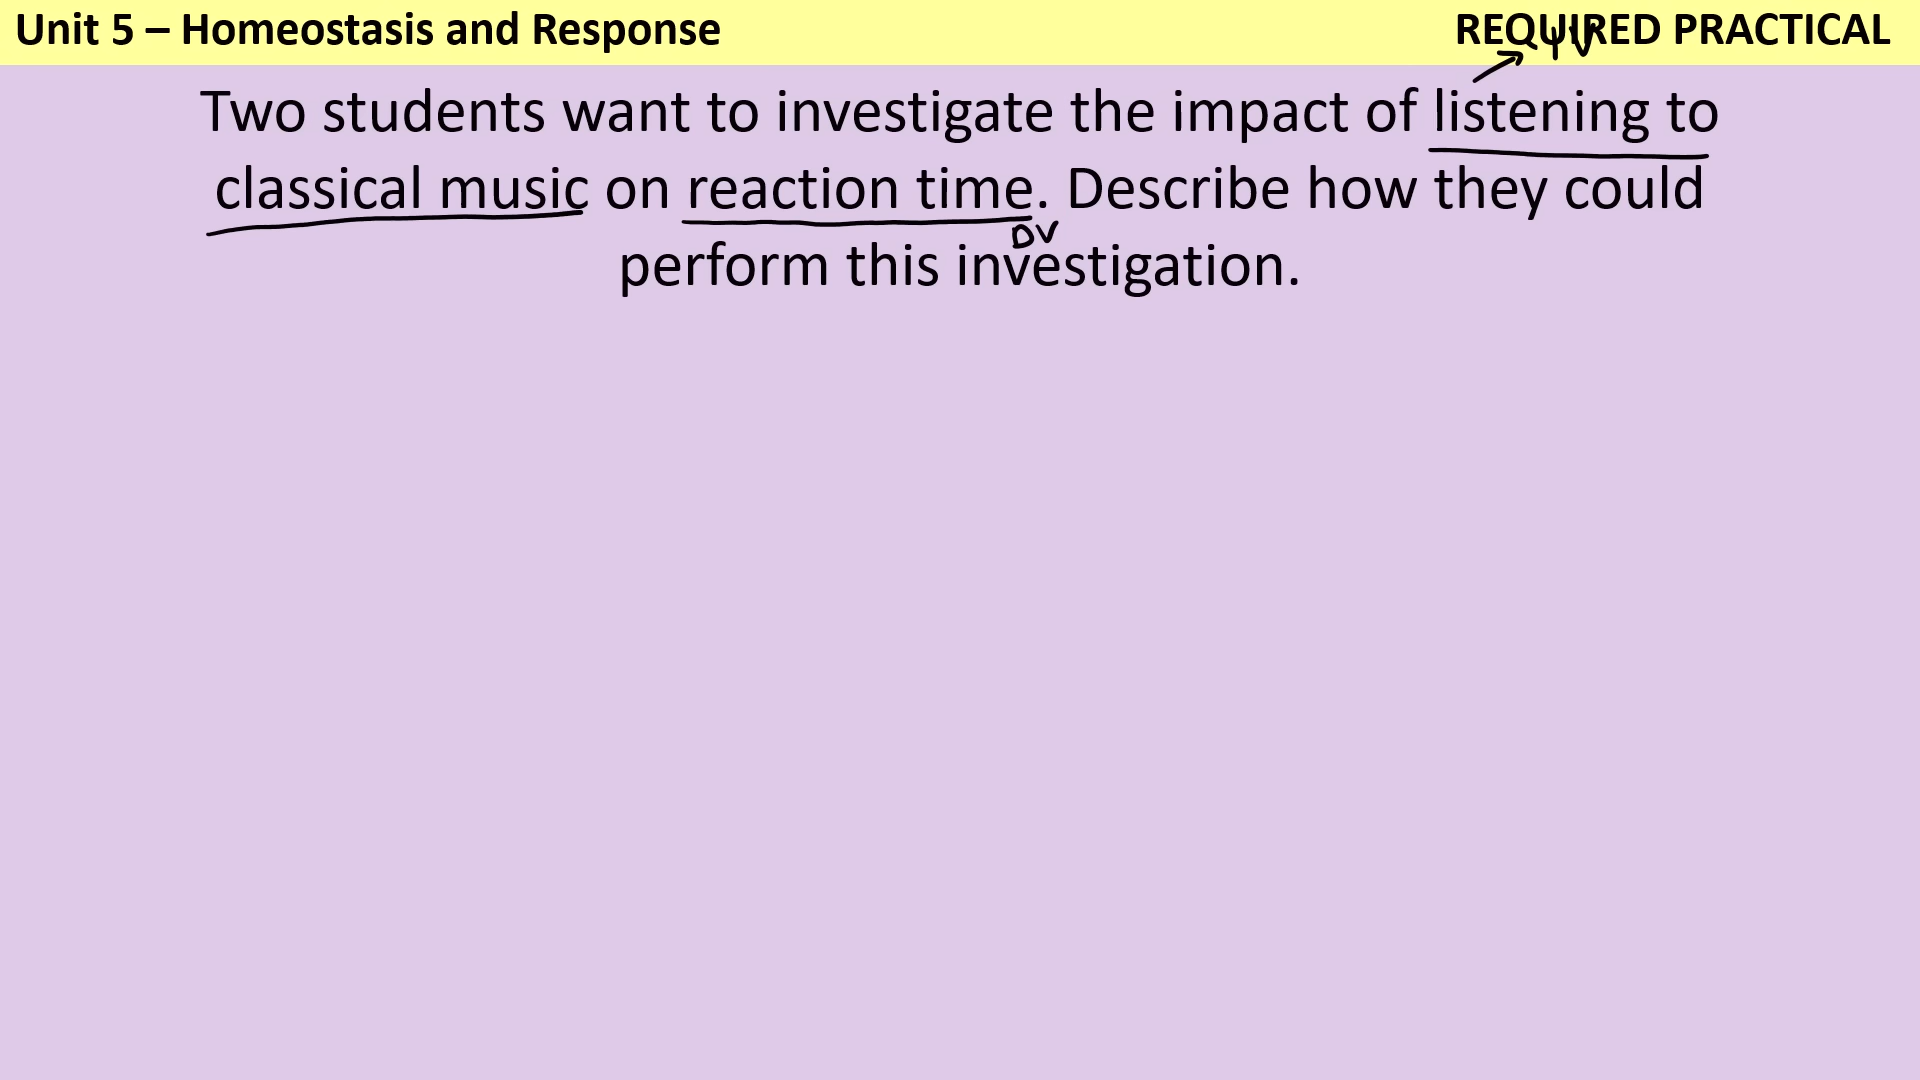 Unit 5 – Homeostasis and Response
REQUIRED PRACTICAL
IV
Two students want to investigate the impact of listening to
classical music on reaction time. Describe how they could
DV
perform this investigation.